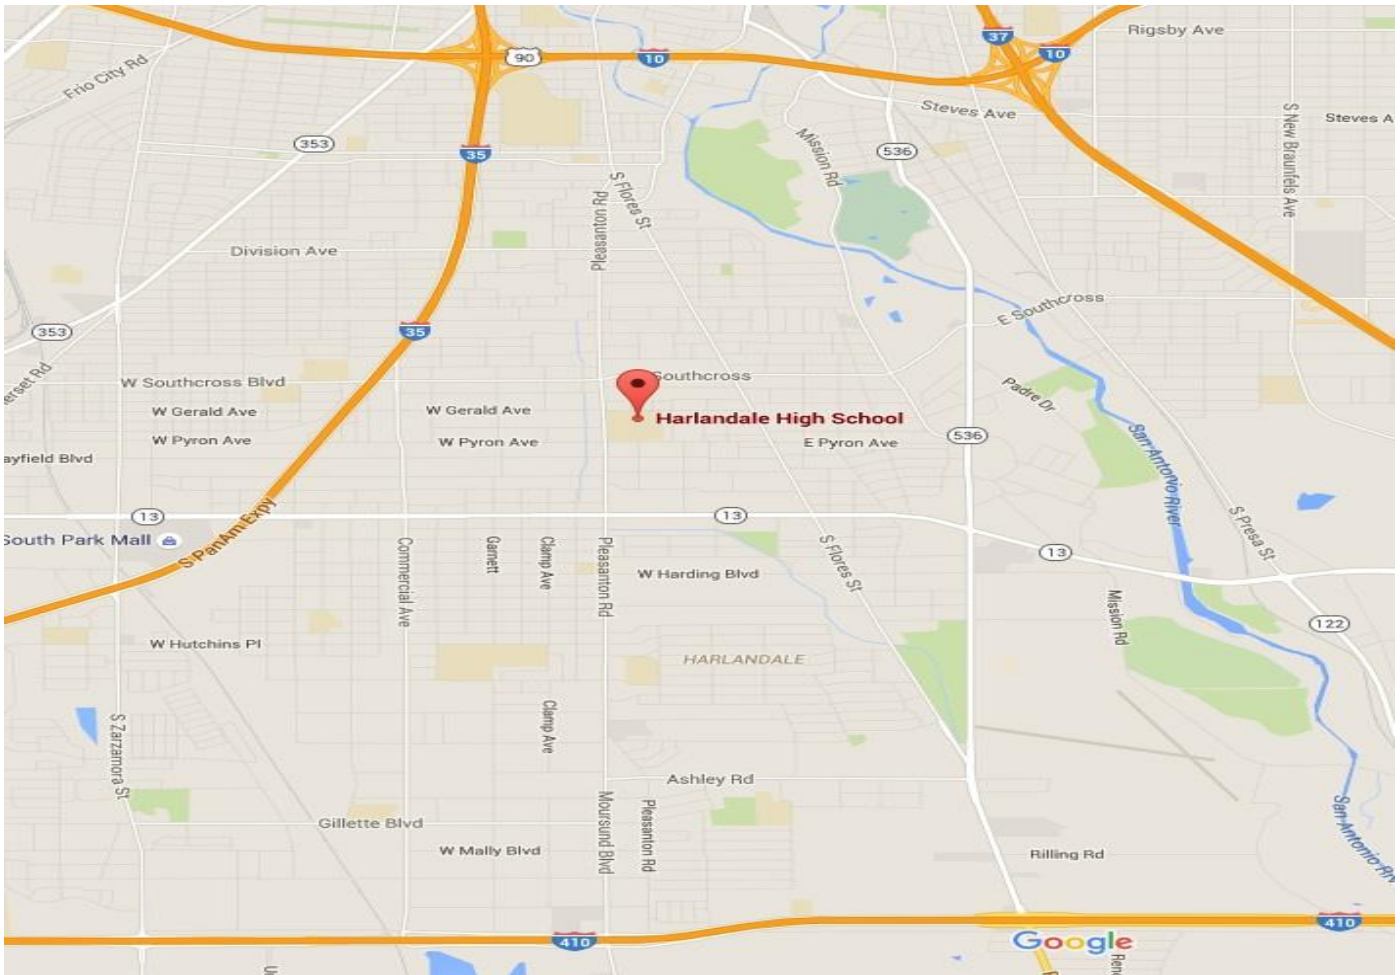 Rigsby Ave
37
90
10
10
Frio City Rd
Steves Ave
S New Braunfels Ave
Steves A
353
35
Mission Rd
536
S Flores St
Pleasanton Rd
Division Ave
E Southcross
353
35
erset Rd
W Southcross Blvd
Southcross
Padre Dr
W Gerald Ave
W Gerald Ave
Harlandale High School
W Pyron Ave
W Pyron Ave
E Pyron Ave
536
San Antonio River
ayfield Blvd
13
13
S PanAm Expy
South Park Mall
Commercial Ave
Garnett
Clamp Ave
Pleasanton Rd
S Flores St
13
S Presa St
W Harding Blvd
Mission Rd
122
W Hutchins Pl
HARLANDALE
S Zarzamora St
Clamp Ave
Ashley Rd
Gillette Blvd
Moursund Blvd
Pleasanton Rd
San Antonio Riv
W Mally Blvd
Rilling Rd
410
410
Google